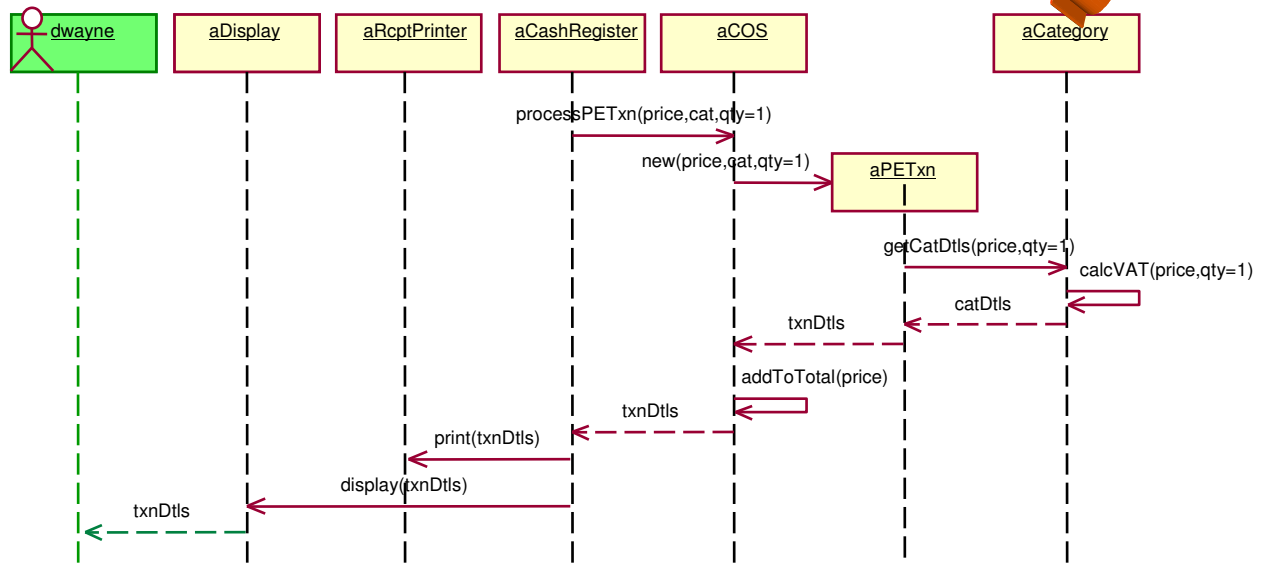 dwayne
aDisplay
aRcptPrinter
aCashRegister
aCOS
aCategory
processPETxn(price,cat,qty=1)
new(price,cat,qty=1)
aPETxn
getCatDtls(price,qty=1)
calcVAT(price,qty=1)
catDtls
txnDtls
addToTotal(price)
txnDtls
print(txnDtls)
display(txnDtls)
txnDtls